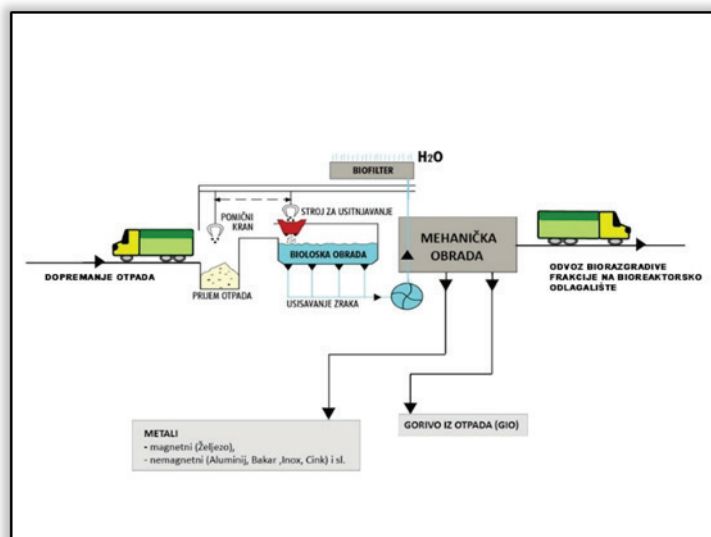 H2O
BIOFILTER
POMIČNI
KRAN
STROJ ZA USITNJAVANJE
MEHANIČKA
OBRADA
BIOLOSKA OBRADA
DOPREMANJE OTPADA
PRIJEM OTPADA
USISAVANJE ZRAKA
ODVOZ BIORAZGRADIVE
FRAKCIJE NA BIOREAKTORSKO
ODLAGALIŠTE
METALI
- magnetni (Željezo),
- nemagnetni (Aluminij, Bakar ,Inox, Cink) i sl.
GORIVO IZ OTPADA (GIO)